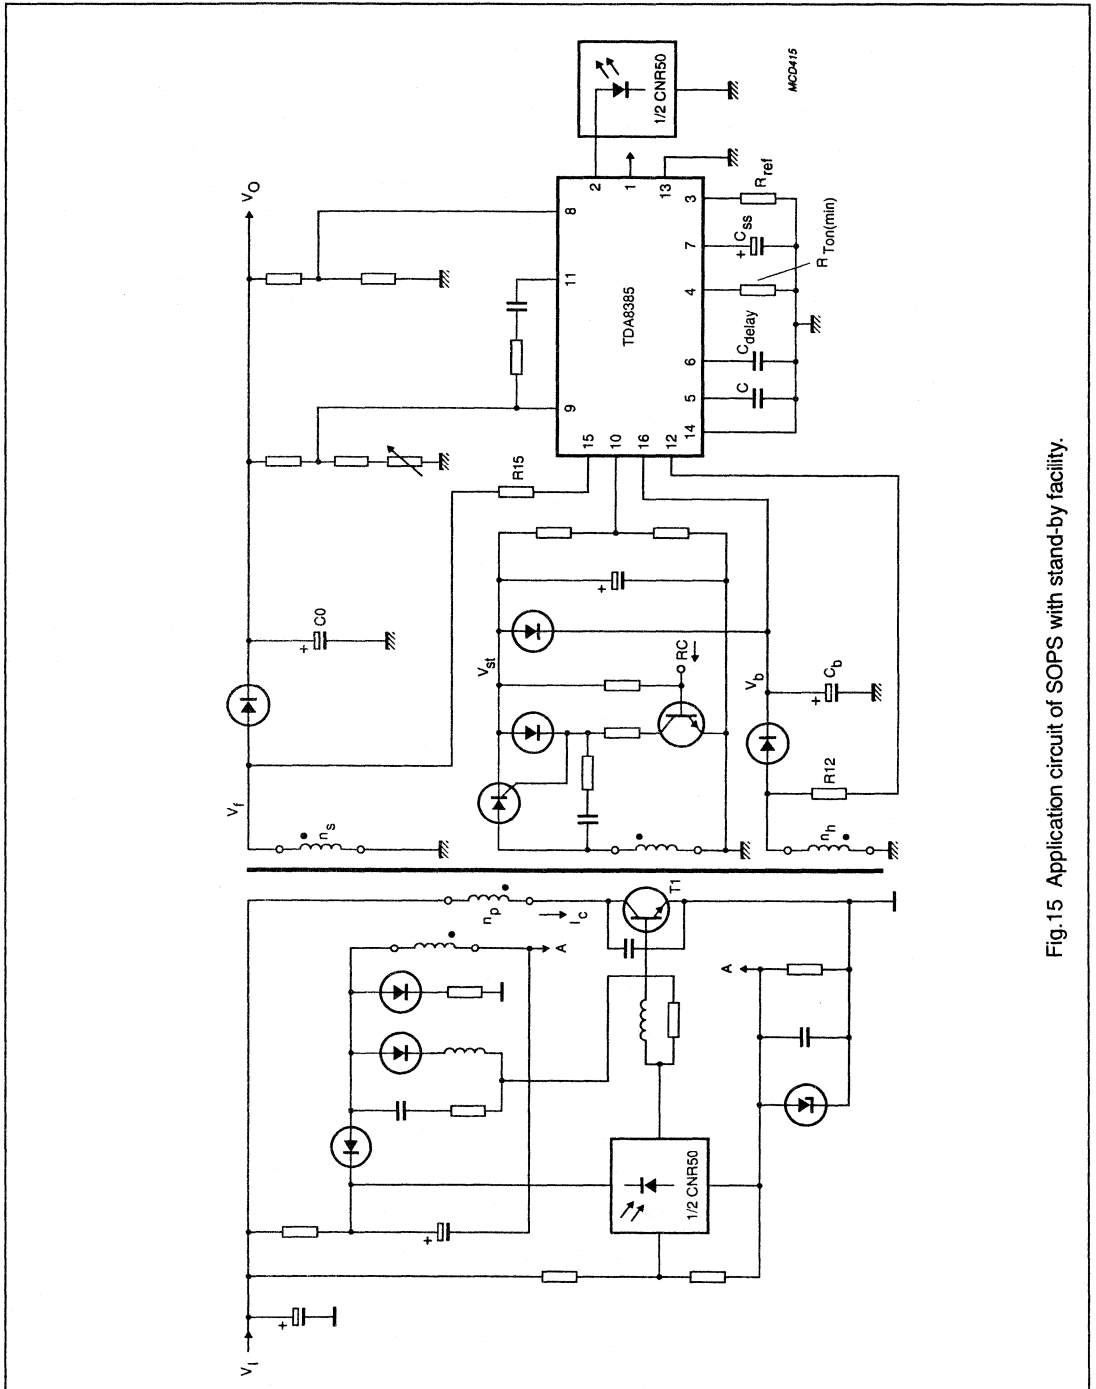 V_I
+
+
1/2 CNR50
A
A
n_p
I_C
T1
V_f
n_s
n_h
R12
V_b
+
C_b
V_st
RC
+
+
C0
R15
V_O
15
10
16
12
9
11
8
TDA8385
14
5
6
4
7
3
2
1
13
C
C_delay
R_Ton(min)
+
C_ss
R_ref
1/2 CNR50
MCD415
Fig.15 Application circuit of SOPS with stand-by facility.